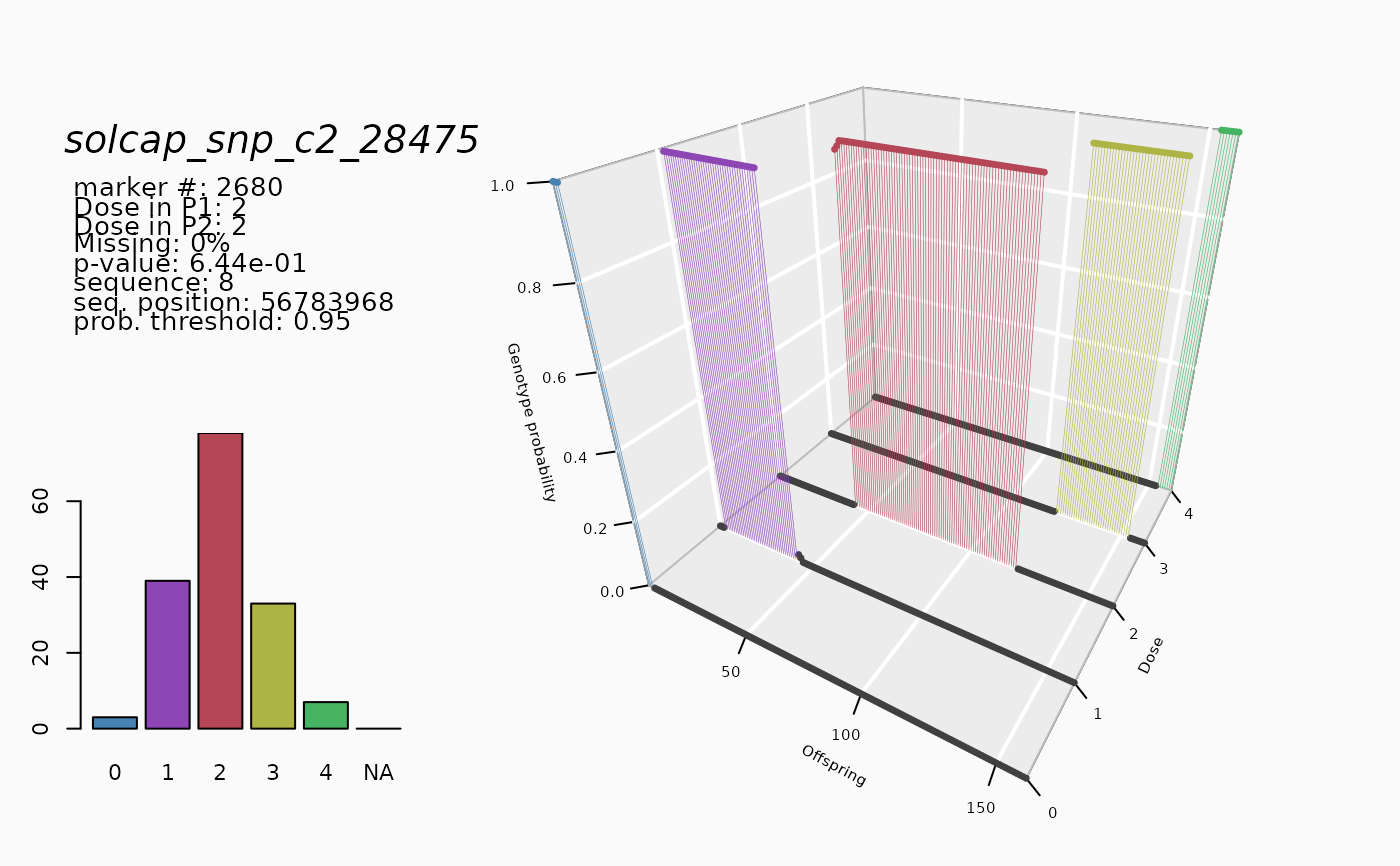 solcap_snp_c2_28475
marker #: 2680
Dose in P1: 2
Dose in P2: 2
Missing: 0%
p-value: 6.44e-01
sequence: 8
seq. position: 56783968
prob. threshold: 0.95
60
40
20
0
0 1 2 3 4 NA
1.0
0.8
0.6
0.4
0.2
0.0
Genotype probability
50
100
150
Offspring
4
3
2
1
0
Dose